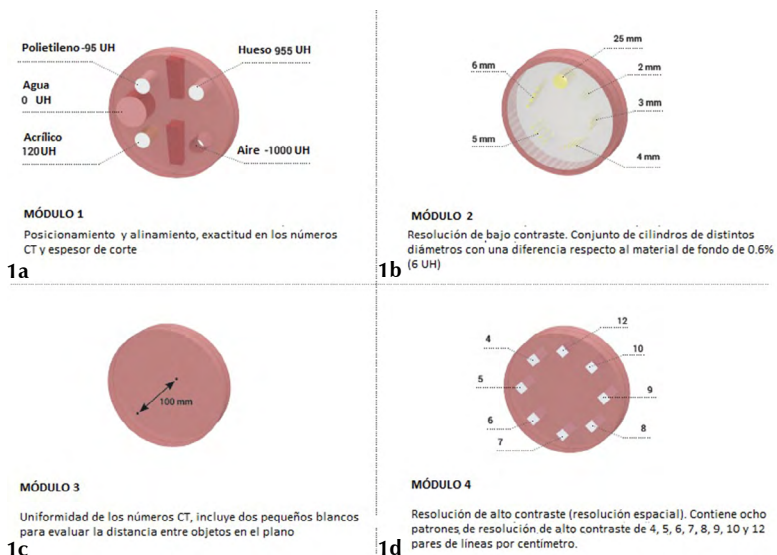 Polietileno -95 UH
Hueso 955 UH
Agua
0 UH
Acrílico
120UH
Aire -1000 UH
MÓDULO 1
Posicionamiento y alinamiento, exactitud en los números
CT y espesor de corte
1a
25 mm
6 mm
2 mm
3 mm
5 mm
4 mm
MÓDULO 2
Resolución de bajo contraste. Conjunto de cilindros de distintos
diámetros con una diferencia respecto al material de fondo de 0.6%
(6 UH)
1b
100 mm
MÓDULO 3
Uniformidad de los números CT, incluye dos pequeños blancos
para evaluar la distancia entre objetos en el plano
1c
12
4
10
5
9
6
8
7
MÓDULO 4
Resolución de alto contraste (resolución espacial). Contiene ocho
patrones de resolución de alto contraste de 4, 5, 6, 7, 8, 9, 10 y 12
pares de líneas por centímetro.
1d